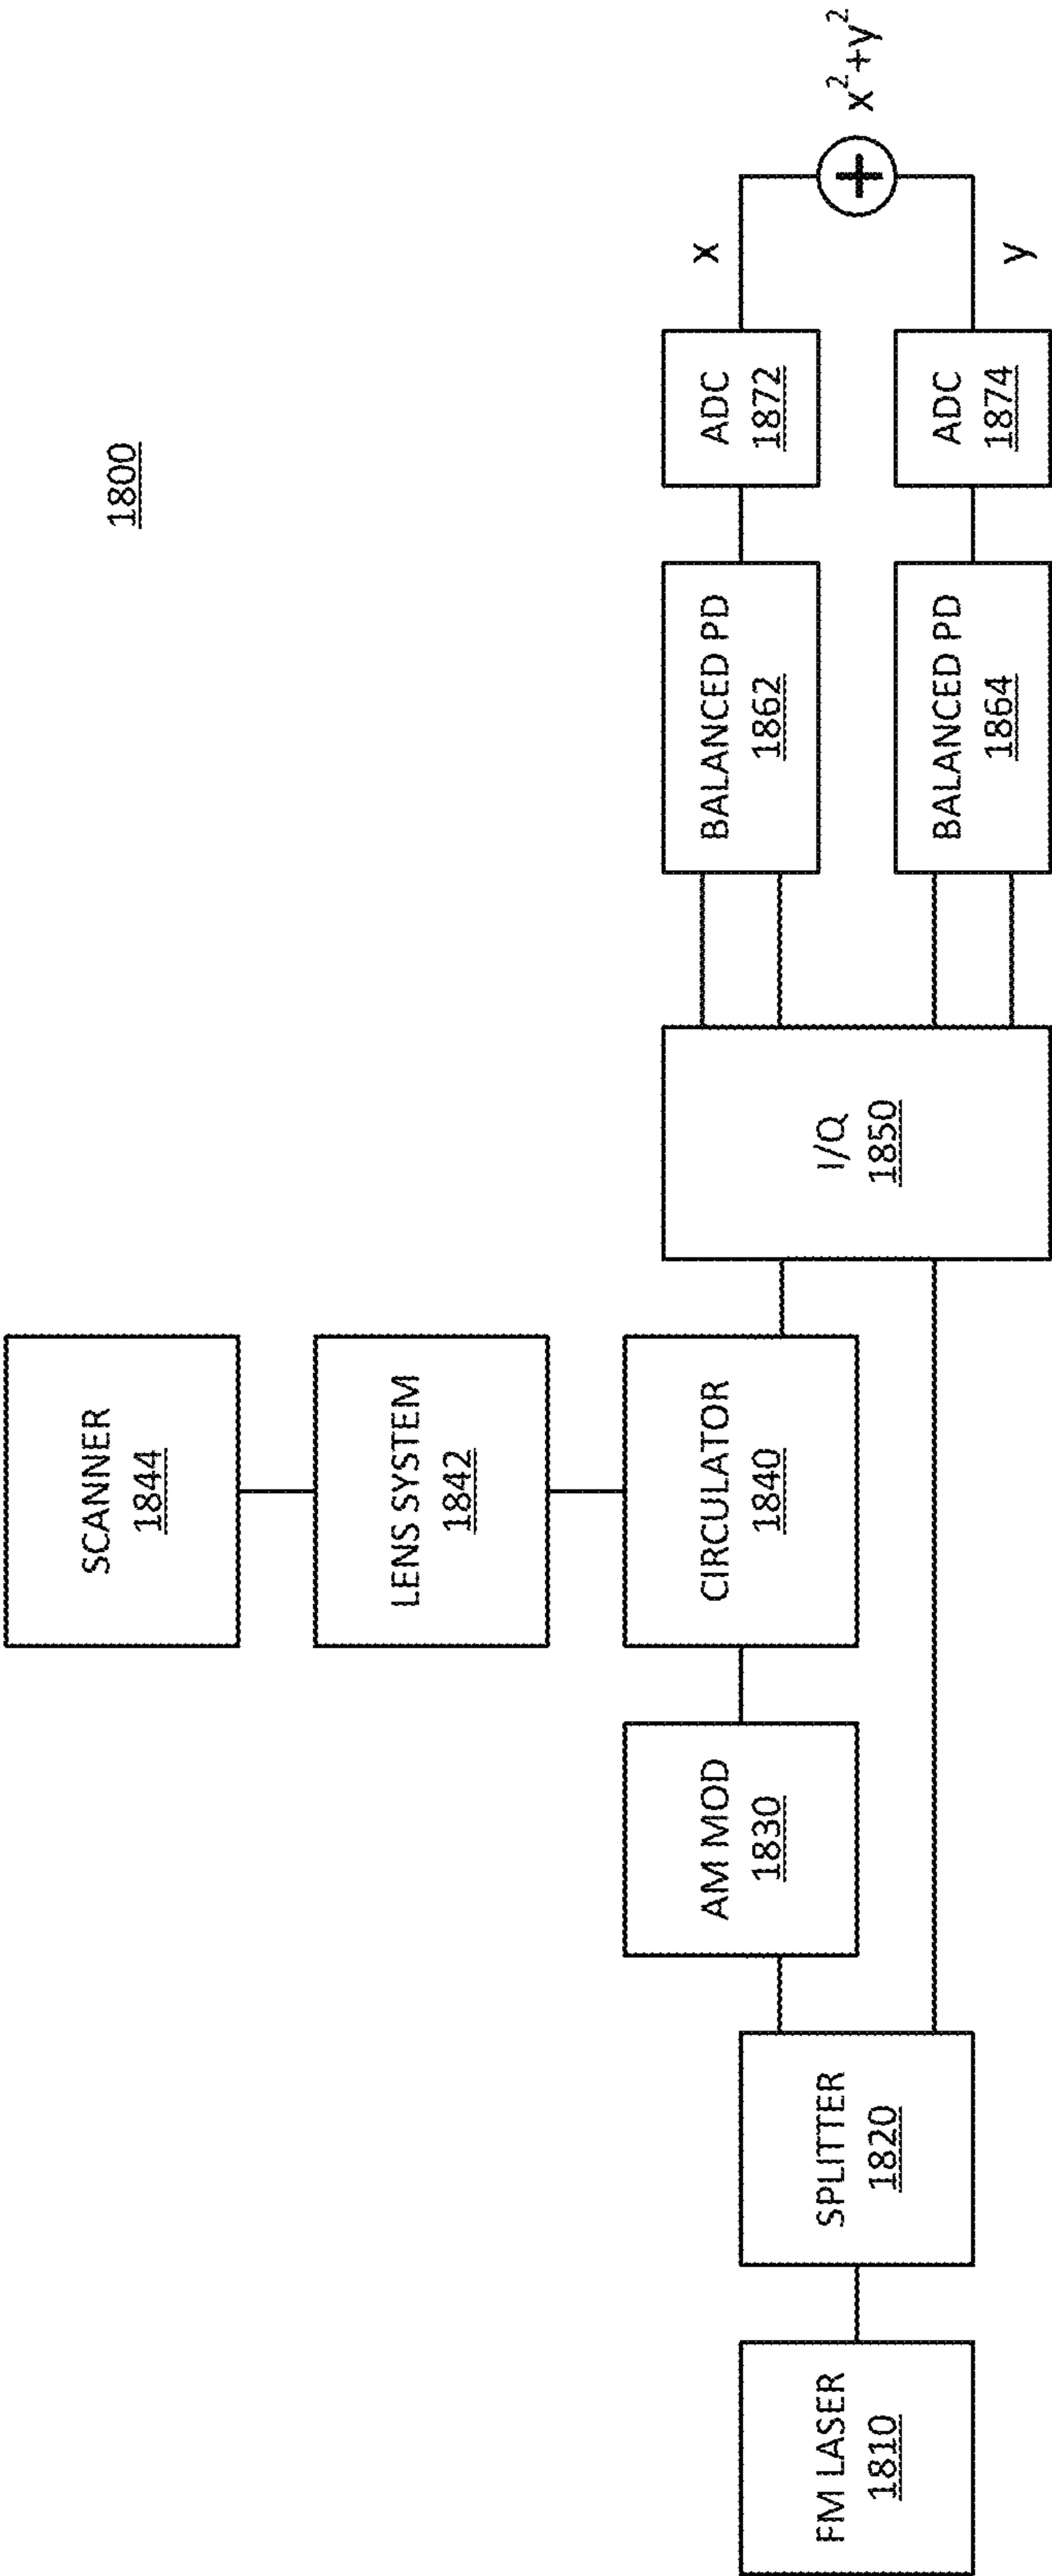 1800
SCANNER
1844
LENS SYSTEM
1842
FM LASER
1810
SPLITTER
1820
AM MOD
1830
CIRCULATOR
1840
I/Q
1850
BALANCED PD
1862
BALANCED PD
1864
ADC
1872
ADC
1874
x
y
+
x²+y²